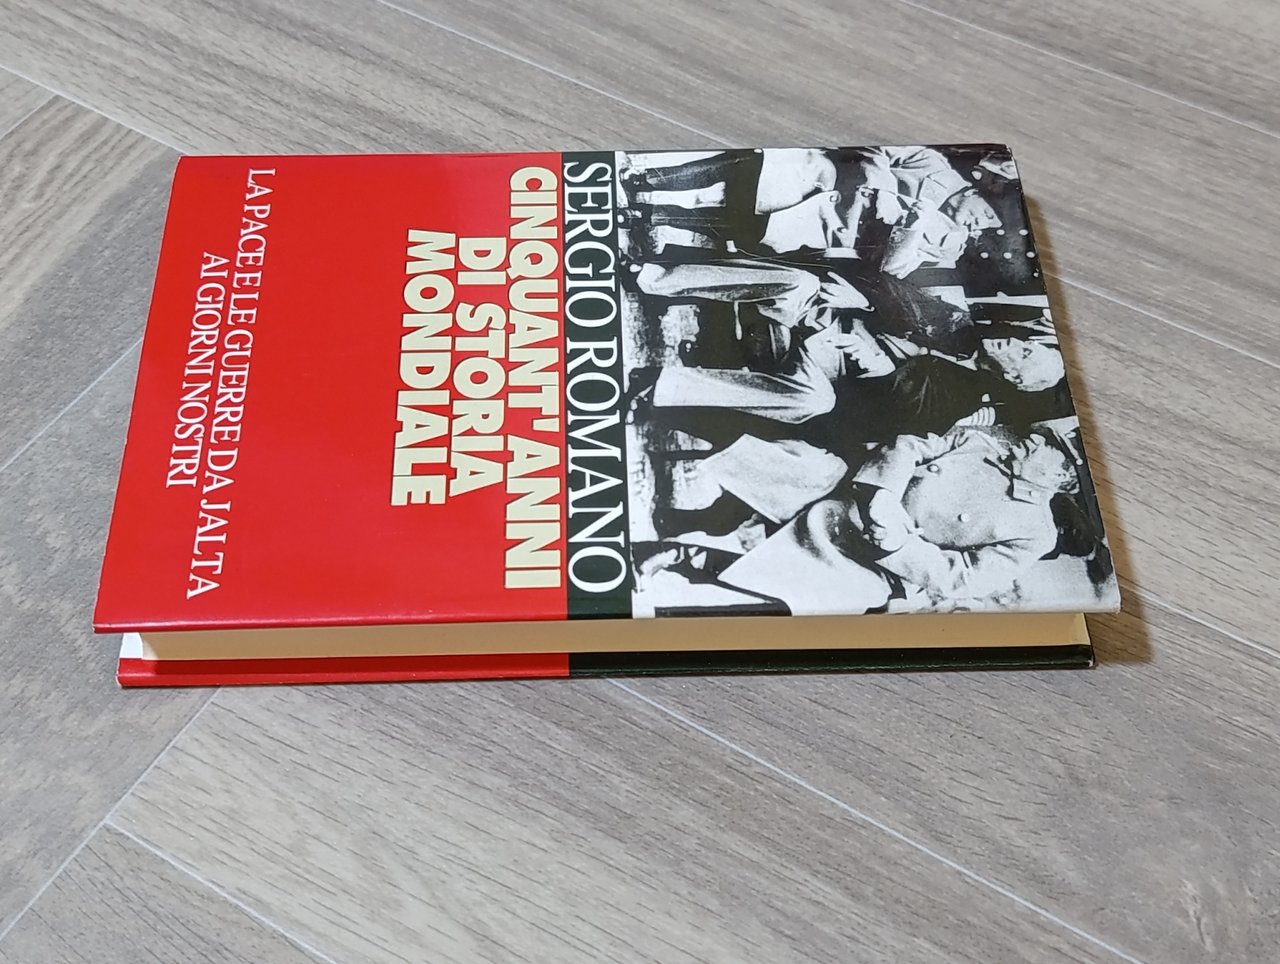 SERGIO ROMANO
CINQUANT'ANNI
DI STORIA
MONDIALE
LA PACE E LE GUERRE DA JALTA
AI GIORNI NOSTRI